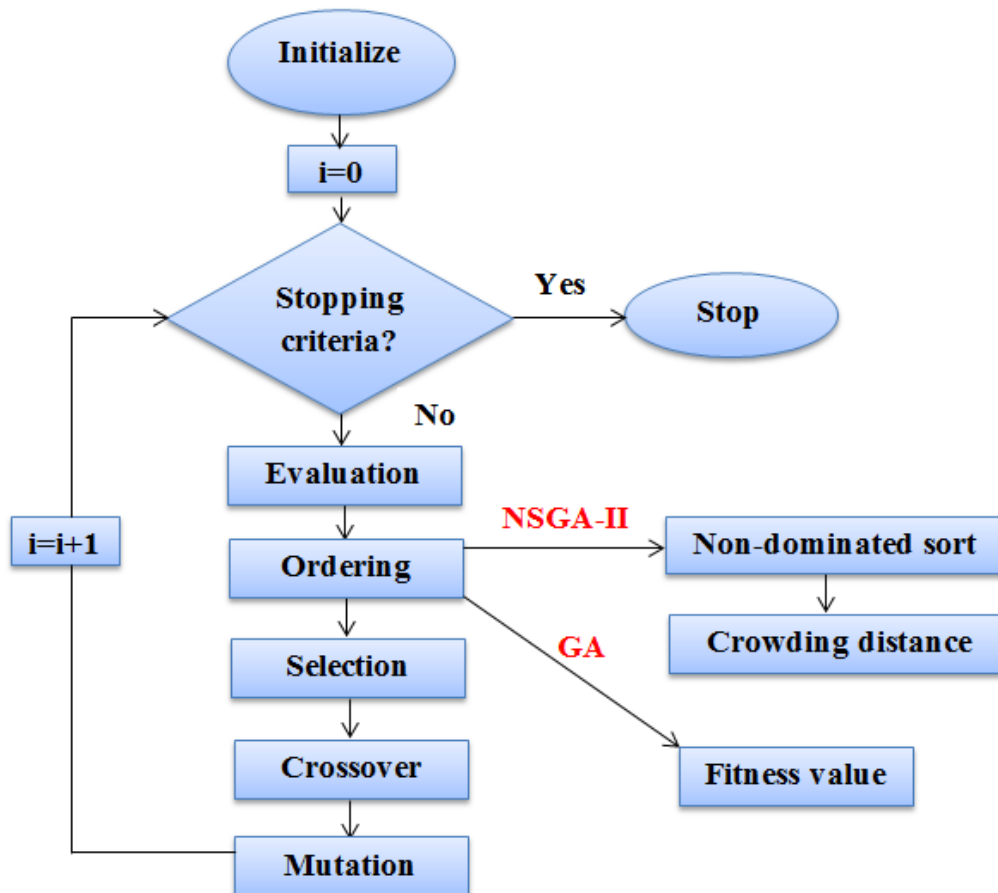 Initialize
i=0
Stopping
criteria?
Yes
Stop
No
Evaluation
i=i+1
Ordering
NSGA-II
Non-dominated sort
Crowding distance
GA
Fitness value
Selection
Crossover
Mutation